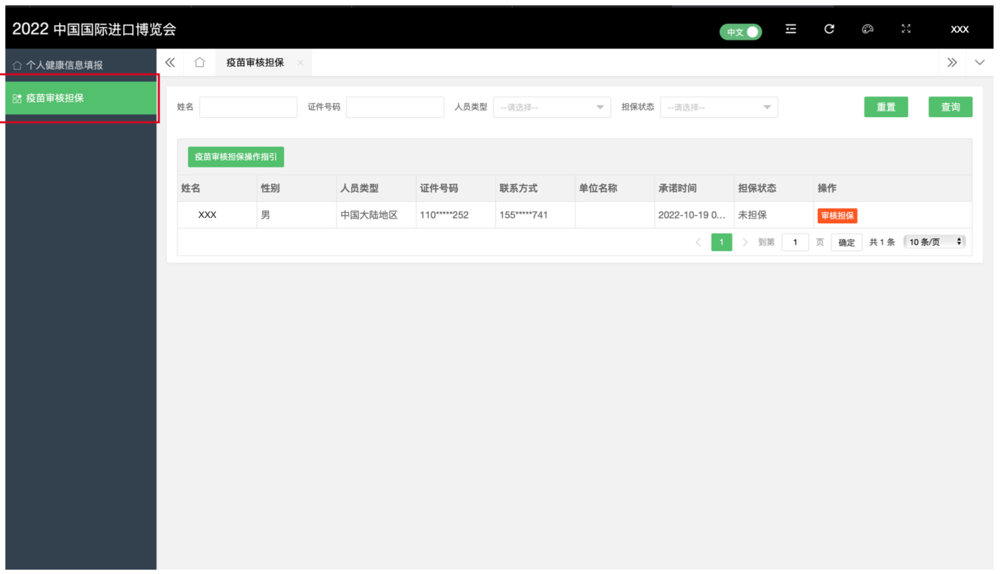 2022 中国国际进口博览会
中文
XXX
个人健康信息填报
疫苗审核担保
疫苗审核担保
姓名
证件号码
人员类型 --请选择--
担保状态 --请选择--
重置
查询
疫苗审核担保操作指引
姓名 性别 人员类型 证件号码 联系方式 单位名称 承诺时间 担保状态 操作
XXX 男 中国大陆地区 110*****252 155*****741 2022-10-19 0... 未担保 审核担保
1 到第 1 页 确定 共 1 条 10 条/页